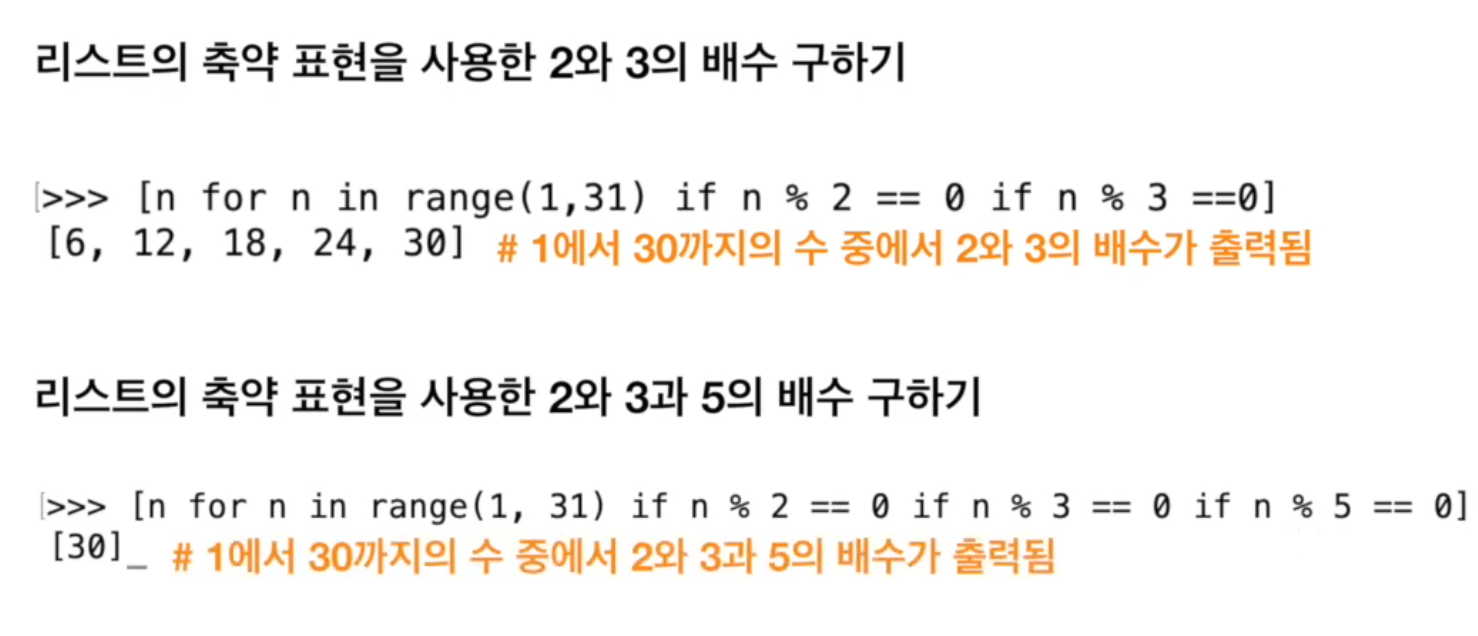 리스트의 축약 표현을 사용한 2와 3의 배수 구하기
>>> [n for n in range(1,31) if n % 2 == 0 if n % 3 ==0]
[6, 12, 18, 24, 30] # 1에서 30까지의 수 중에서 2와 3의 배수가 출력됨
리스트의 축약 표현을 사용한 2와 3과 5의 배수 구하기
>>> [n for n in range(1, 31) if n % 2 == 0 if n % 3 == 0 if n % 5 == 0]
[30]_ # 1에서 30까지의 수 중에서 2와 3과 5의 배수가 출력됨